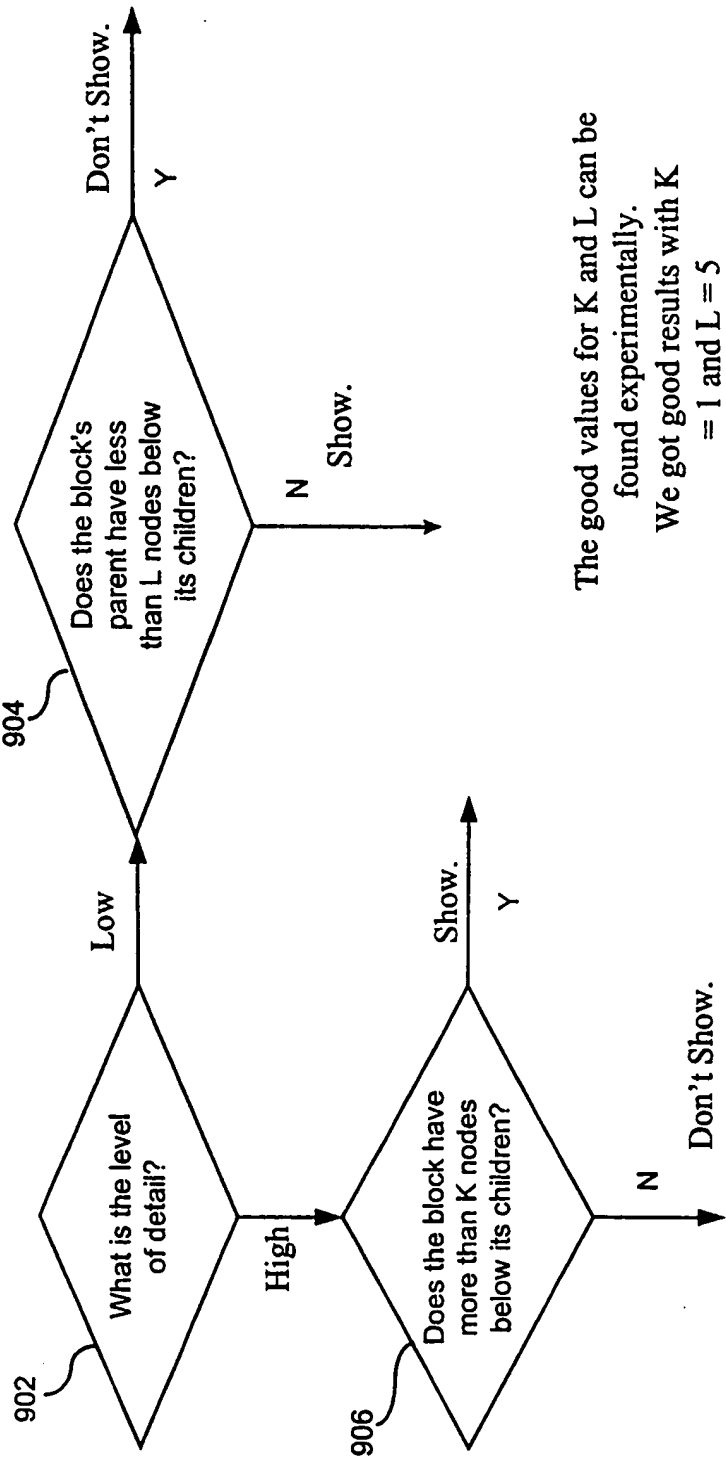 902
What is the level
of detail?
Low
904
Does the block's
parent have less
than L nodes below
its children?
Don't Show.
Y
N
Show.
High
906
Does the block have
more than K nodes
below its children?
Show.
Y
N
Don't Show.
The good values for K and L can be
found experimentally.
We got good results with K
= 1 and L = 5